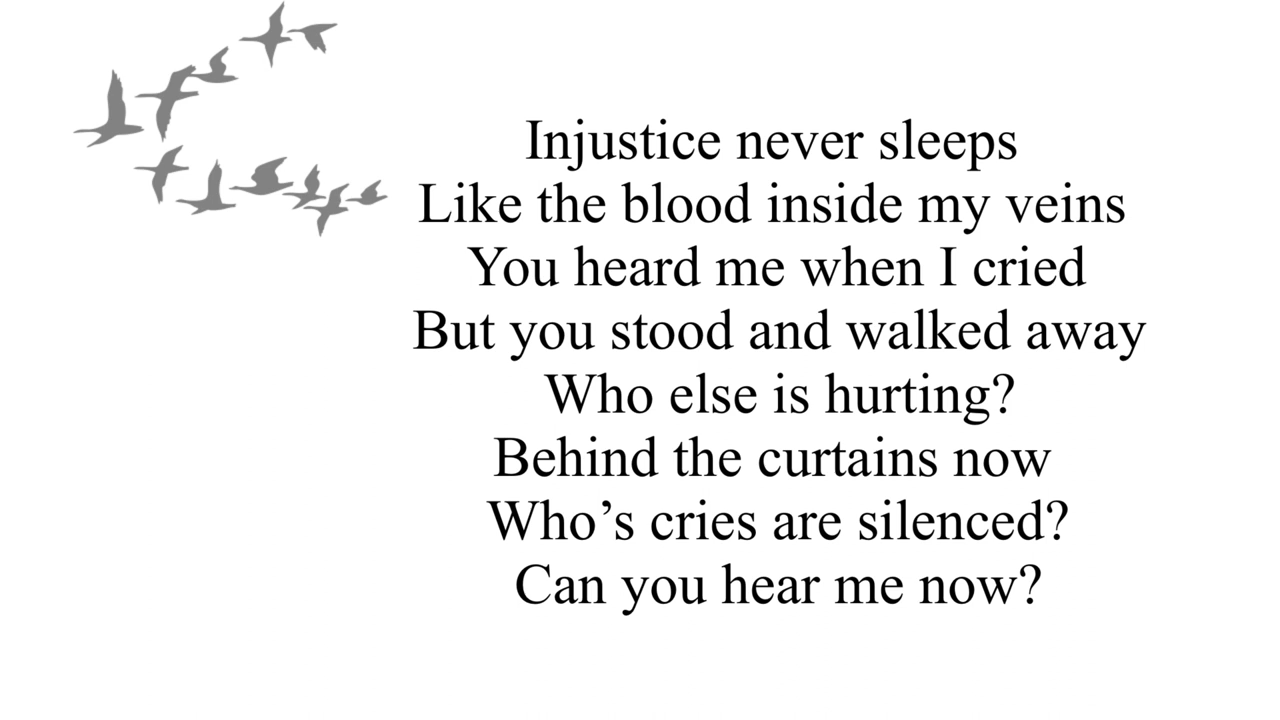 Injustice never sleeps
Like the blood inside my veins
You heard me when I cried
But you stood and walked away
Who else is hurting?
Behind the curtains now
Who’s cries are silenced?
Can you hear me now?